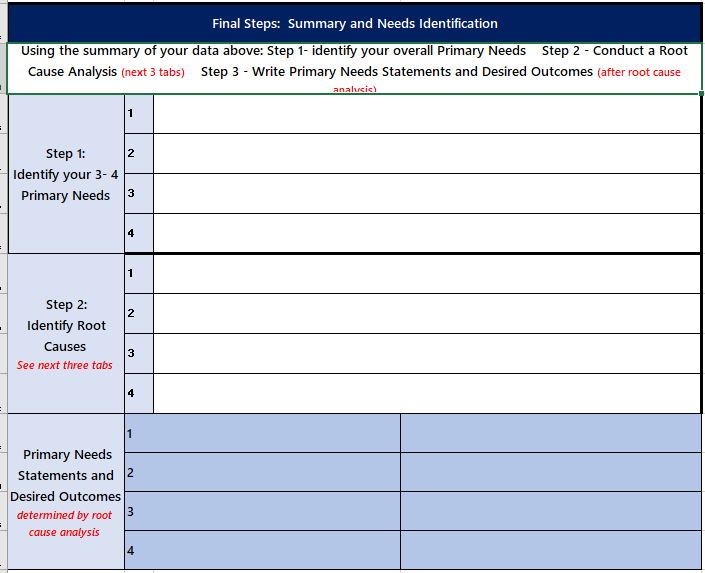 Final Steps:  Summary and Needs Identification
Using the summary of your data above: Step 1- identify your overall Primary Needs    Step 2 - Conduct a Root
Cause Analysis (next 3 tabs)    Step 3 - Write Primary Needs Statements and Desired Outcomes (after root cause
analysis)
Step 1:
Identify your 3- 4
Primary Needs
1
2
3
4
Step 2:
Identify Root
Causes
See next three tabs
1
2
3
4
Primary Needs
Statements and
Desired Outcomes
determined by root
cause analysis
1
2
3
4